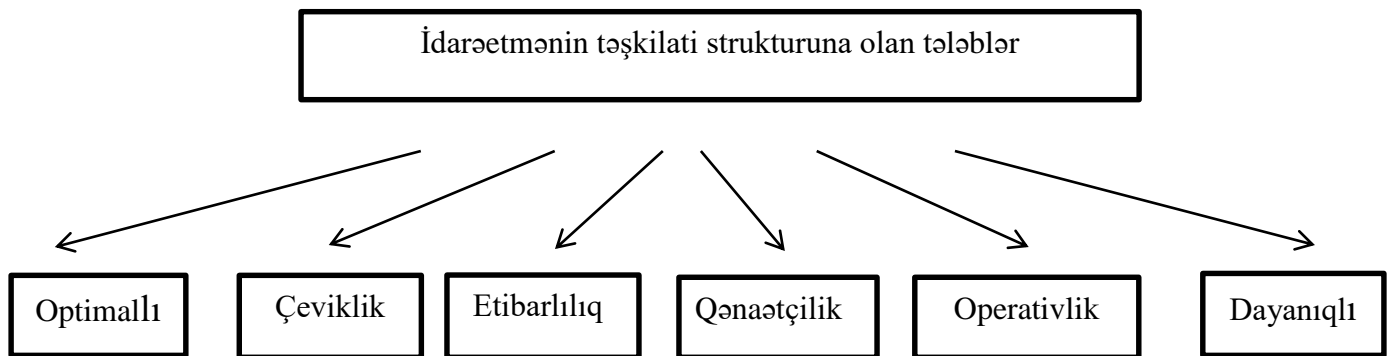 İdarəetmənin təşkilati strukturuna olan tələblər
Optimallı
Çeviklik
Etibarlılıq
Qənaətçilik
Operativlik
Dayanıqlı